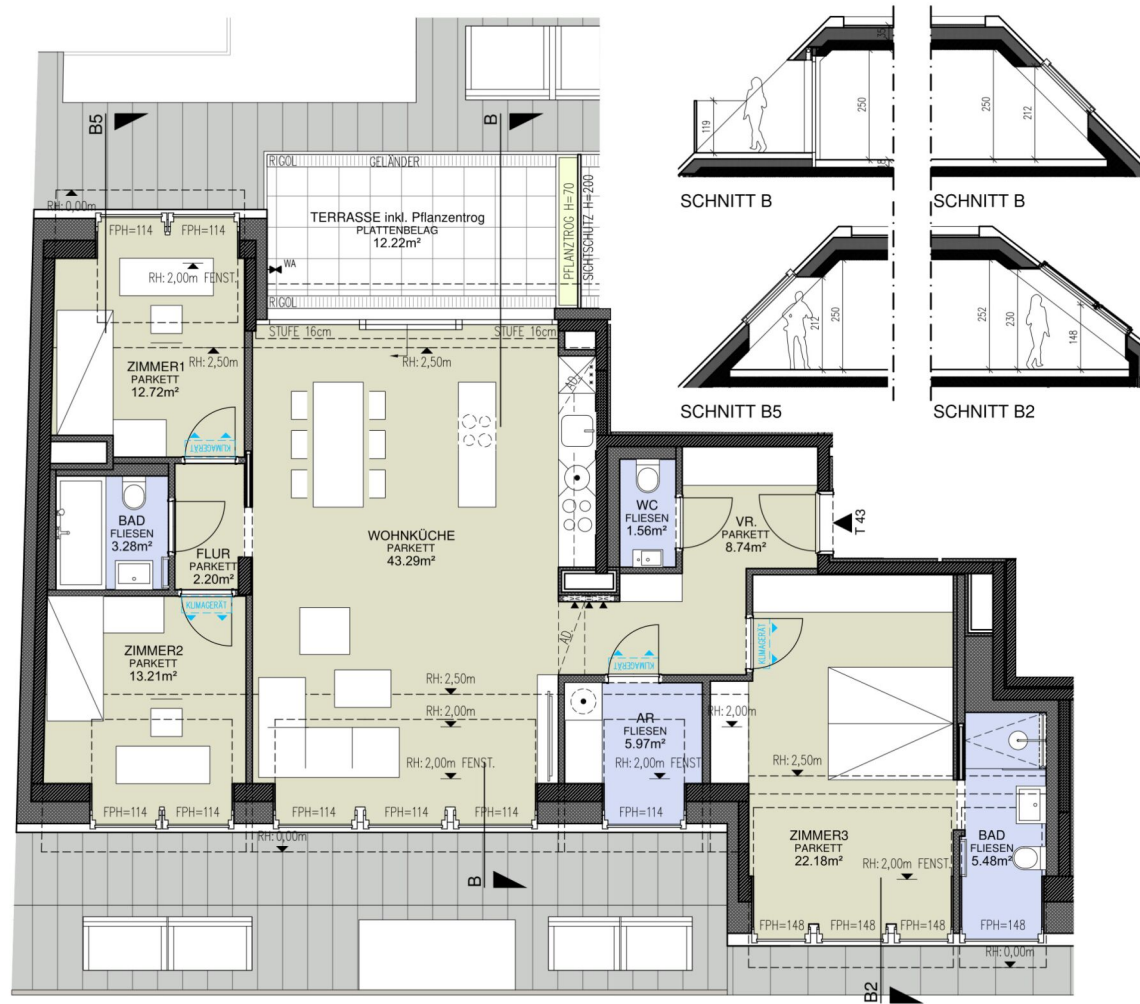 B5
B
RH: 0,00m
RIGOL
GELÄNDER
TERRASSE inkl. Pflanzentrog
PLATTENBELAG
12.22m²
PFLANZTROG H=70
SICHTSCHUTZ H=200
WA
RIGOL
FPH=114
FPH=114
RH: 2,00m FENST.
STUFE 16cm
STUFE 16cm
RH: 2,50m
RH: 2,50m
ZIMMER1
PARKETT
12.72m²
KLIMAGERÄT
AD
BAD
FLIESEN
3.28m²
FLUR
PARKETT
2.20m²
WOHNKÜCHE
PARKETT
43.29m²
WC
FLIESEN
1.56m²
VR.
PARKETT
8.74m²
T 43
KLIMAGERÄT
ZIMMER2
PARKETT
13.21m²
AD
KLIMAGERÄT
KLIMAGERÄT
RH: 2,50m
RH: 2,00m
RH: 2,00m FENST.
AR
FLIESEN
5.97m²
RH: 2,00m FENST.
RH: 2,00m
RH: 2,50m
FPH=114
FPH=114
FPH=114
FPH=114
FPH=114
FPH=114
RH: 0,00m
ZIMMER3
PARKETT
22.18m²
RH: 2,00m FENST.
BAD
FLIESEN
5.48m²
FPH=148
FPH=148
FPH=148
FPH=148
RH: 0,00m
B
B2
35
119
250
18
250
212
SCHNITT B
SCHNITT B
212
250
252
230
148
SCHNITT B5
SCHNITT B2